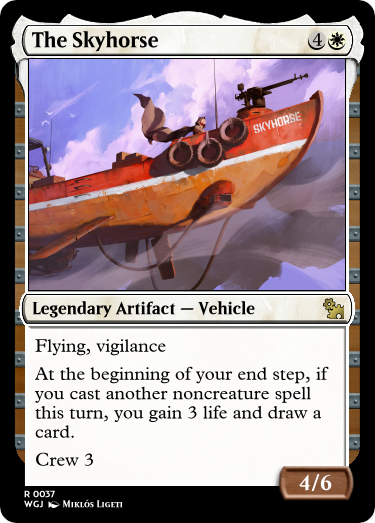 The Skyhorse 4
SKYHORSE
Legendary Artifact — Vehicle
Flying, vigilance
At the beginning of your end step, if
you cast another noncreature spell
this turn, you gain 3 life and draw a
card.
Crew 3
4/6
R 0037
WGJ Miklós Ligeti